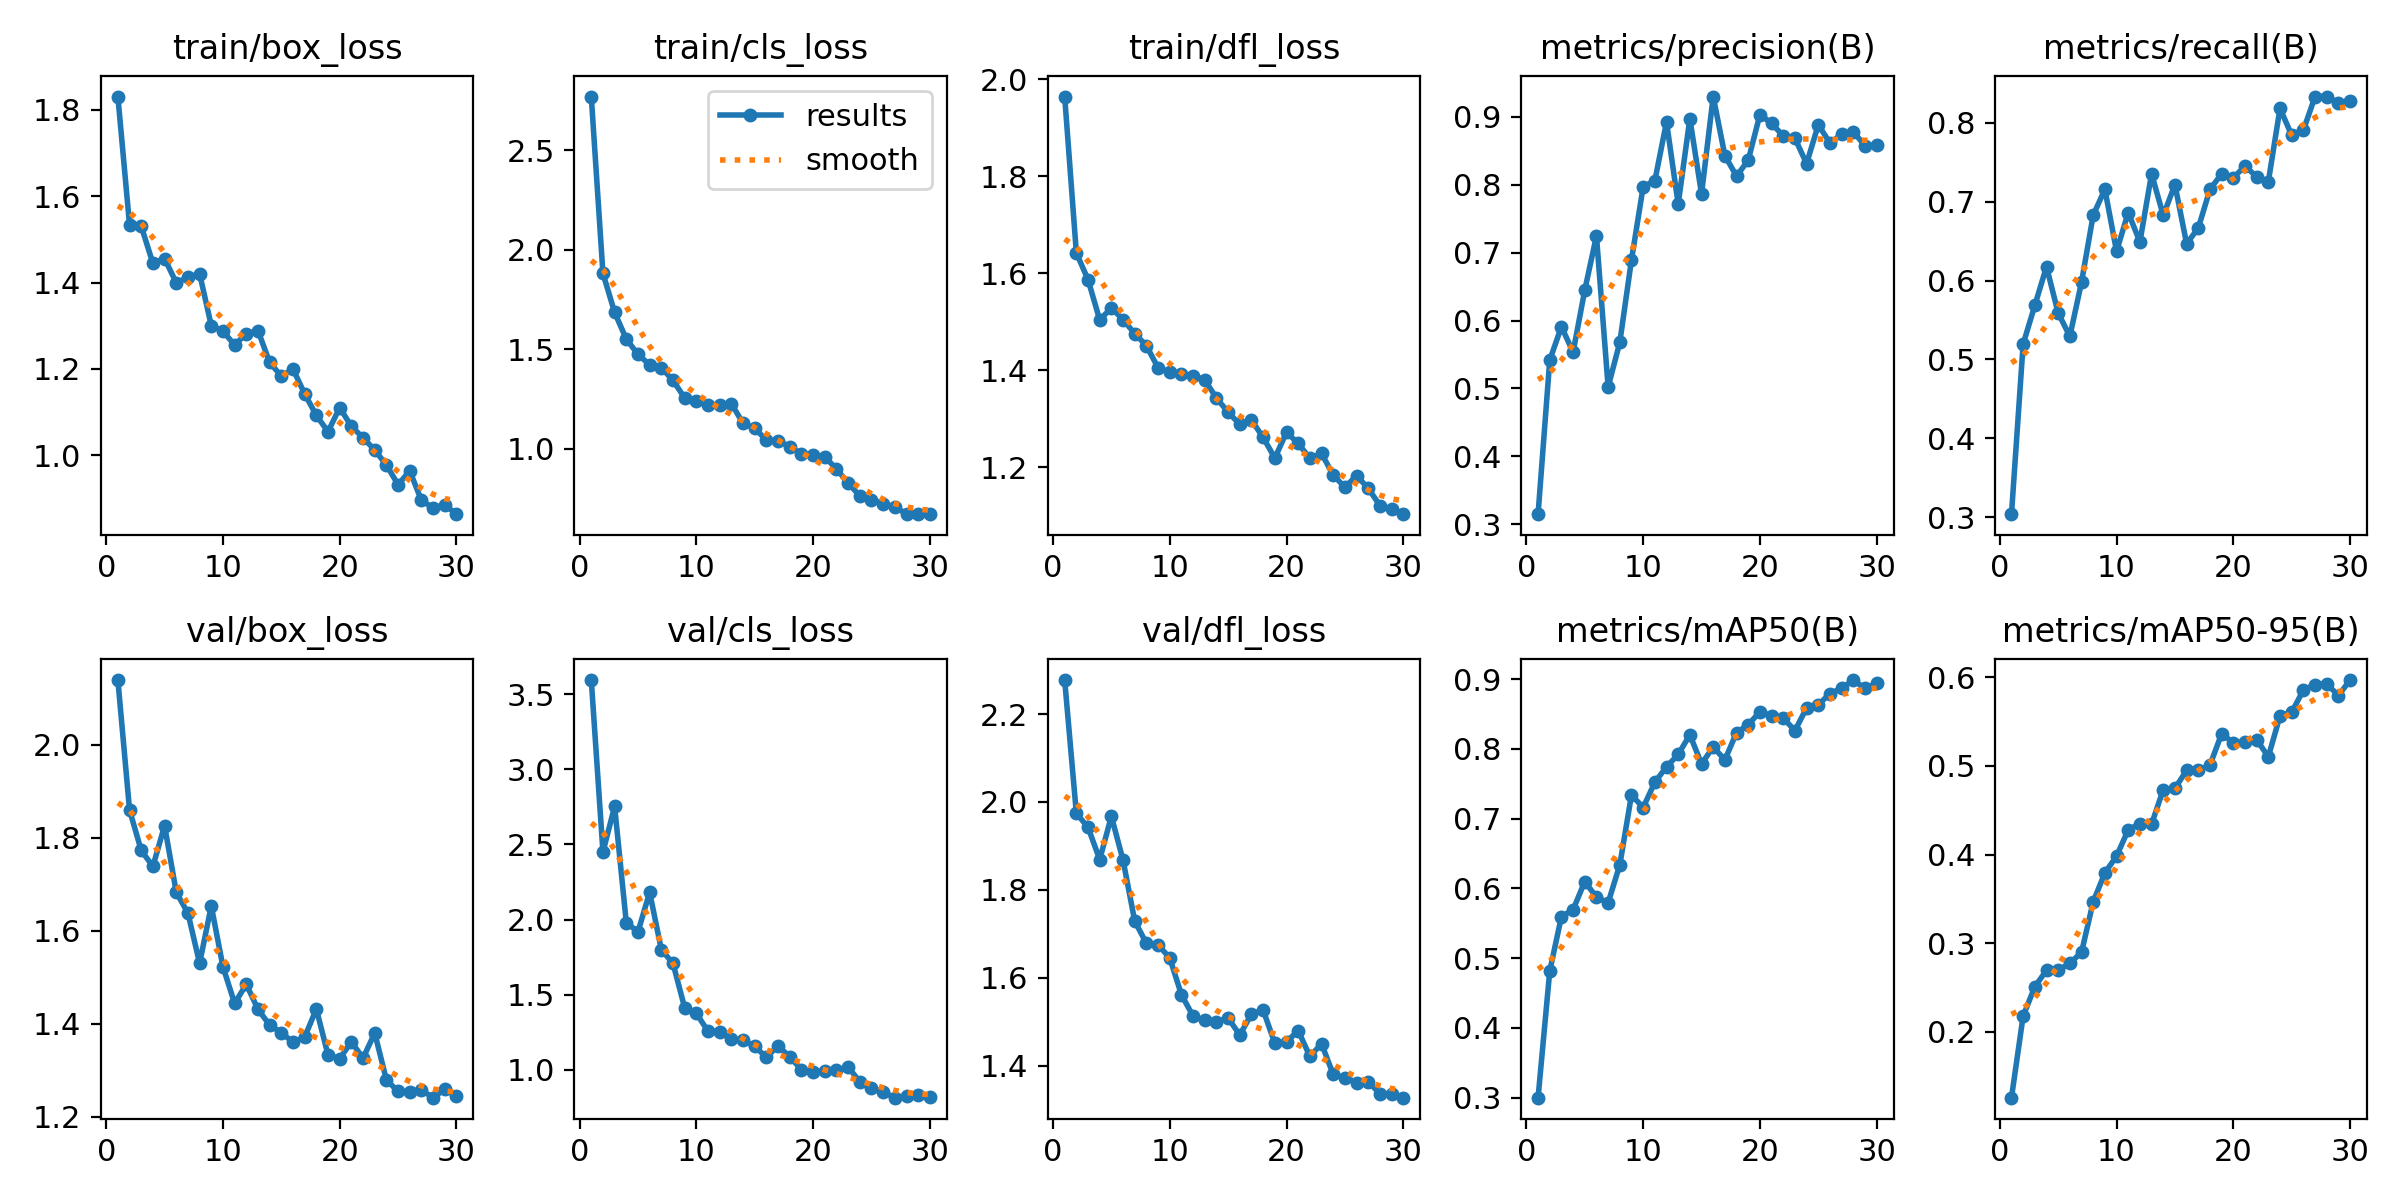 train/box_loss
train/cls_loss
train/dfl_loss
metrics/precision(B)
metrics/recall(B)
1.8
1.6
1.4
1.2
1.0
0 10 20 30
results
smooth
2.5
2.0
1.5
1.0
0 10 20 30
2.0
1.8
1.6
1.4
1.2
0 10 20 30
0.9
0.8
0.7
0.6
0.5
0.4
0.3
0 10 20 30
0.8
0.7
0.6
0.5
0.4
0.3
0 10 20 30
val/box_loss
val/cls_loss
val/dfl_loss
metrics/mAP50(B)
metrics/mAP50-95(B)
2.0
1.8
1.6
1.4
1.2
0 10 20 30
3.5
3.0
2.5
2.0
1.5
1.0
0 10 20 30
2.2
2.0
1.8
1.6
1.4
0 10 20 30
0.9
0.8
0.7
0.6
0.5
0.4
0.3
0 10 20 30
0.6
0.5
0.4
0.3
0.2
0 10 20 30